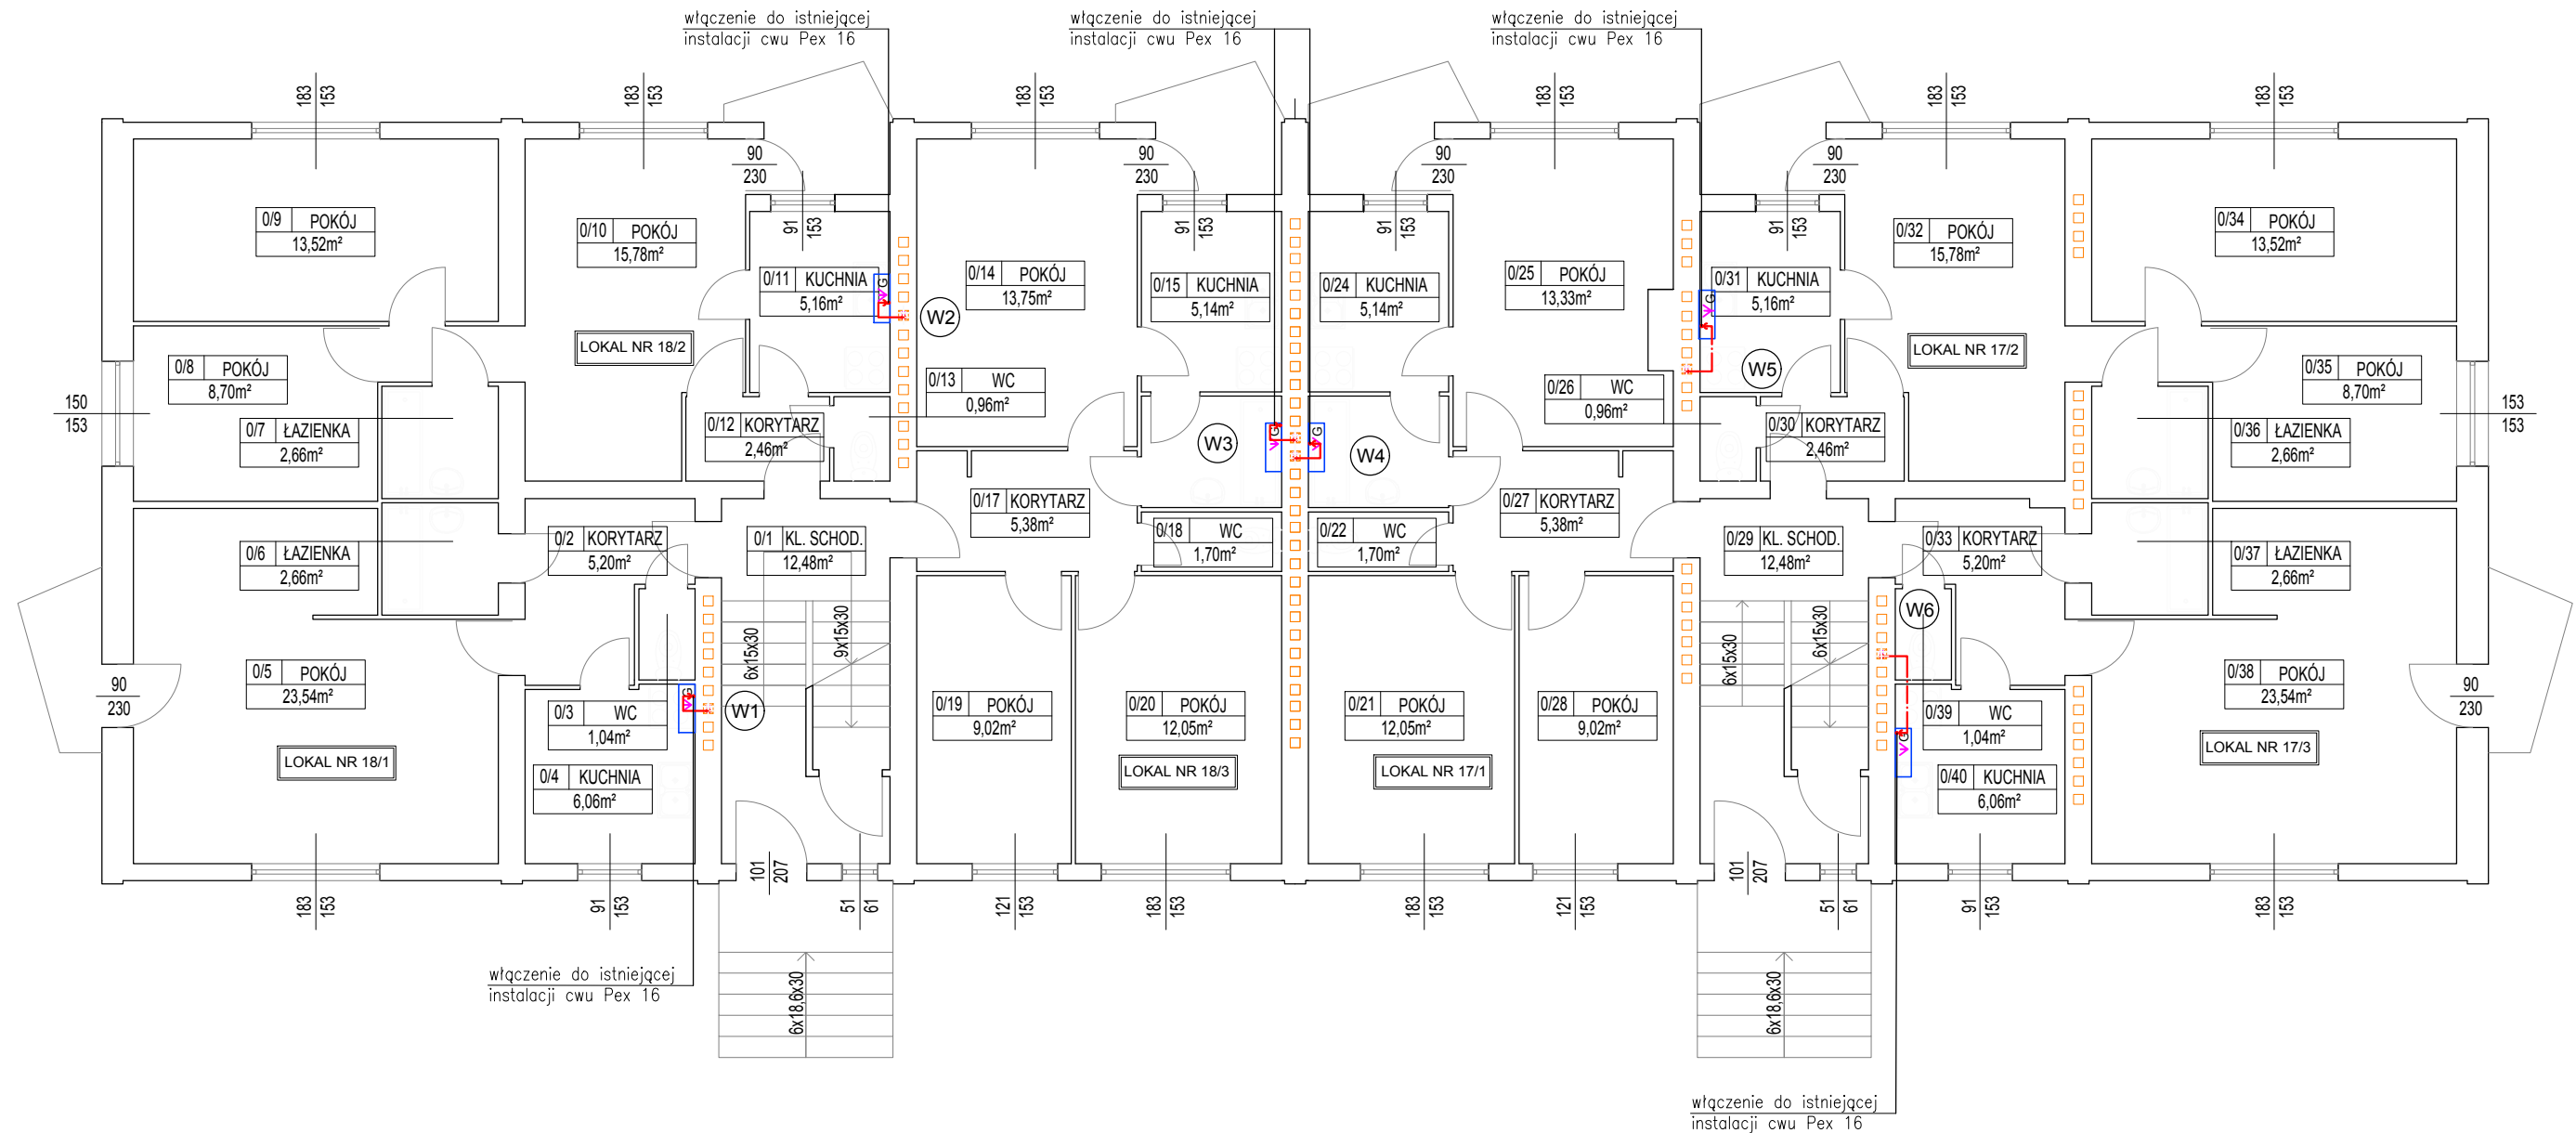 włączenie do istniejącej
instalacji cwu Pex 16
włączenie do istniejącej
instalacji cwu Pex 16
włączenie do istniejącej
instalacji cwu Pex 16
183 153
183 153
183 153
183 153
183 153
183 153
90
230
90
230
90
230
90
230
91 153
91 153
91 153
91 153
0/9 POKÓJ
13,52m²
0/10 POKÓJ
15,78m²
0/11 KUCHNIA
5,16m²
G
W2
0/14 POKÓJ
13,75m²
0/15 KUCHNIA
5,14m²
0/24 KUCHNIA
5,14m²
0/25 POKÓJ
13,33m²
0/31 KUCHNIA
5,16m²
G
0/32 POKÓJ
15,78m²
0/34 POKÓJ
13,52m²
LOKAL NR 18/2
LOKAL NR 17/2
0/8 POKÓJ
8,70m²
0/13 WC
0,96m²
0/26 WC
0,96m²
W5
0/35 POKÓJ
8,70m²
150
153
153
153
0/7 ŁAZIENKA
2,66m²
0/12 KORYTARZ
2,46m²
W3
G
G
W4
0/30 KORYTARZ
2,46m²
0/36 ŁAZIENKA
2,66m²
0/17 KORYTARZ
5,38m²
0/27 KORYTARZ
5,38m²
0/6 ŁAZIENKA
2,66m²
0/2 KORYTARZ
5,20m²
0/1 KL. SCHOD.
12,48m²
0/18 WC
1,70m²
0/22 WC
1,70m²
0/29 KL. SCHOD.
12,48m²
0/33 KORYTARZ
5,20m²
0/37 ŁAZIENKA
2,66m²
6x15x30
9x15x30
6x15x30
6x15x30
W6
0/5 POKÓJ
23,54m²
90
230
0/3 WC
1,04m²
G
W1
0/19 POKÓJ
9,02m²
0/20 POKÓJ
12,05m²
0/21 POKÓJ
12,05m²
0/28 POKÓJ
9,02m²
0/39 WC
1,04m²
G
0/38 POKÓJ
23,54m²
90
230
LOKAL NR 18/1
0/4 KUCHNIA
6,06m²
LOKAL NR 18/3
LOKAL NR 17/1
0/40 KUCHNIA
6,06m²
LOKAL NR 17/3
101 207
101 207
183 153
91 153
51 61
121 153
183 153
183 153
121 153
51 61
91 153
183 153
włączenie do istniejącej
instalacji cwu Pex 16
6x18,6x30
6x18,6x30
włączenie do istniejącej
instalacji cwu Pex 16